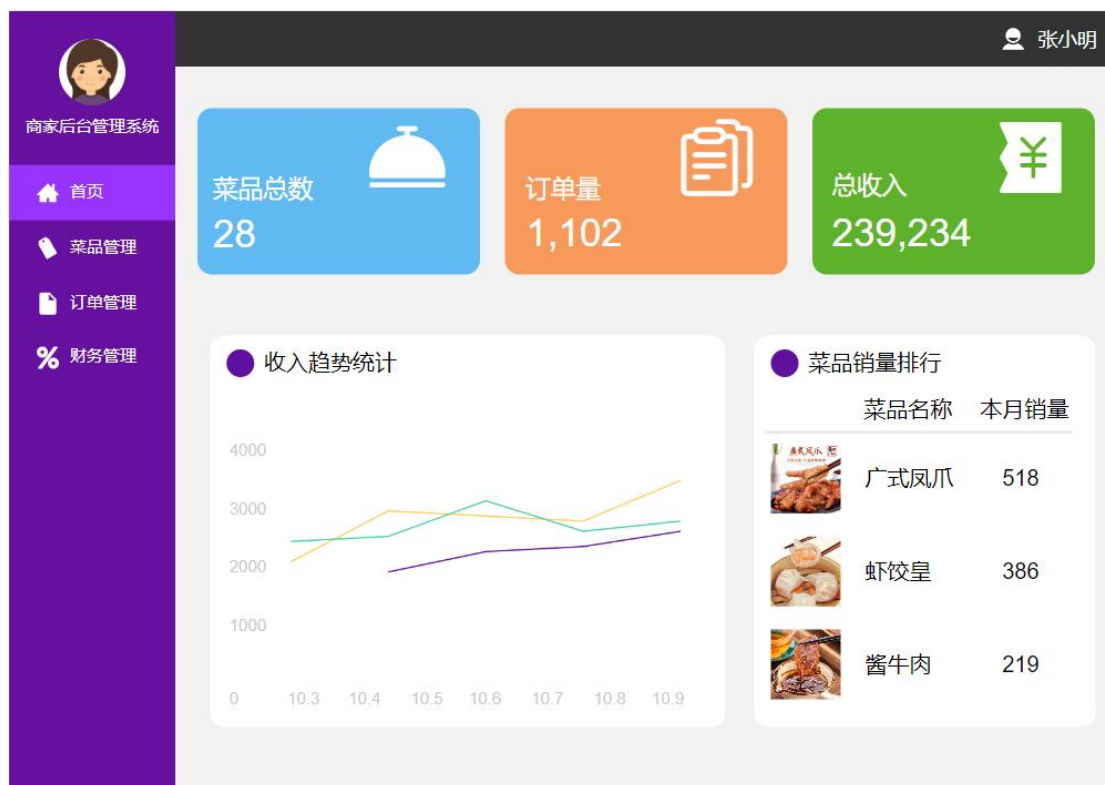 张小明
商家后台管理系统
首页
菜品管理
订单管理
财务管理
菜品总数
28
订单量
1,102
总收入
239,234
收入趋势统计
4000
3000
2000
1000
0 10.3 10.4 10.5 10.6 10.7 10.8 10.9
菜品销量排行
菜品名称 本月销量
广式凤爪 518
虾饺皇 386
酱牛肉 219